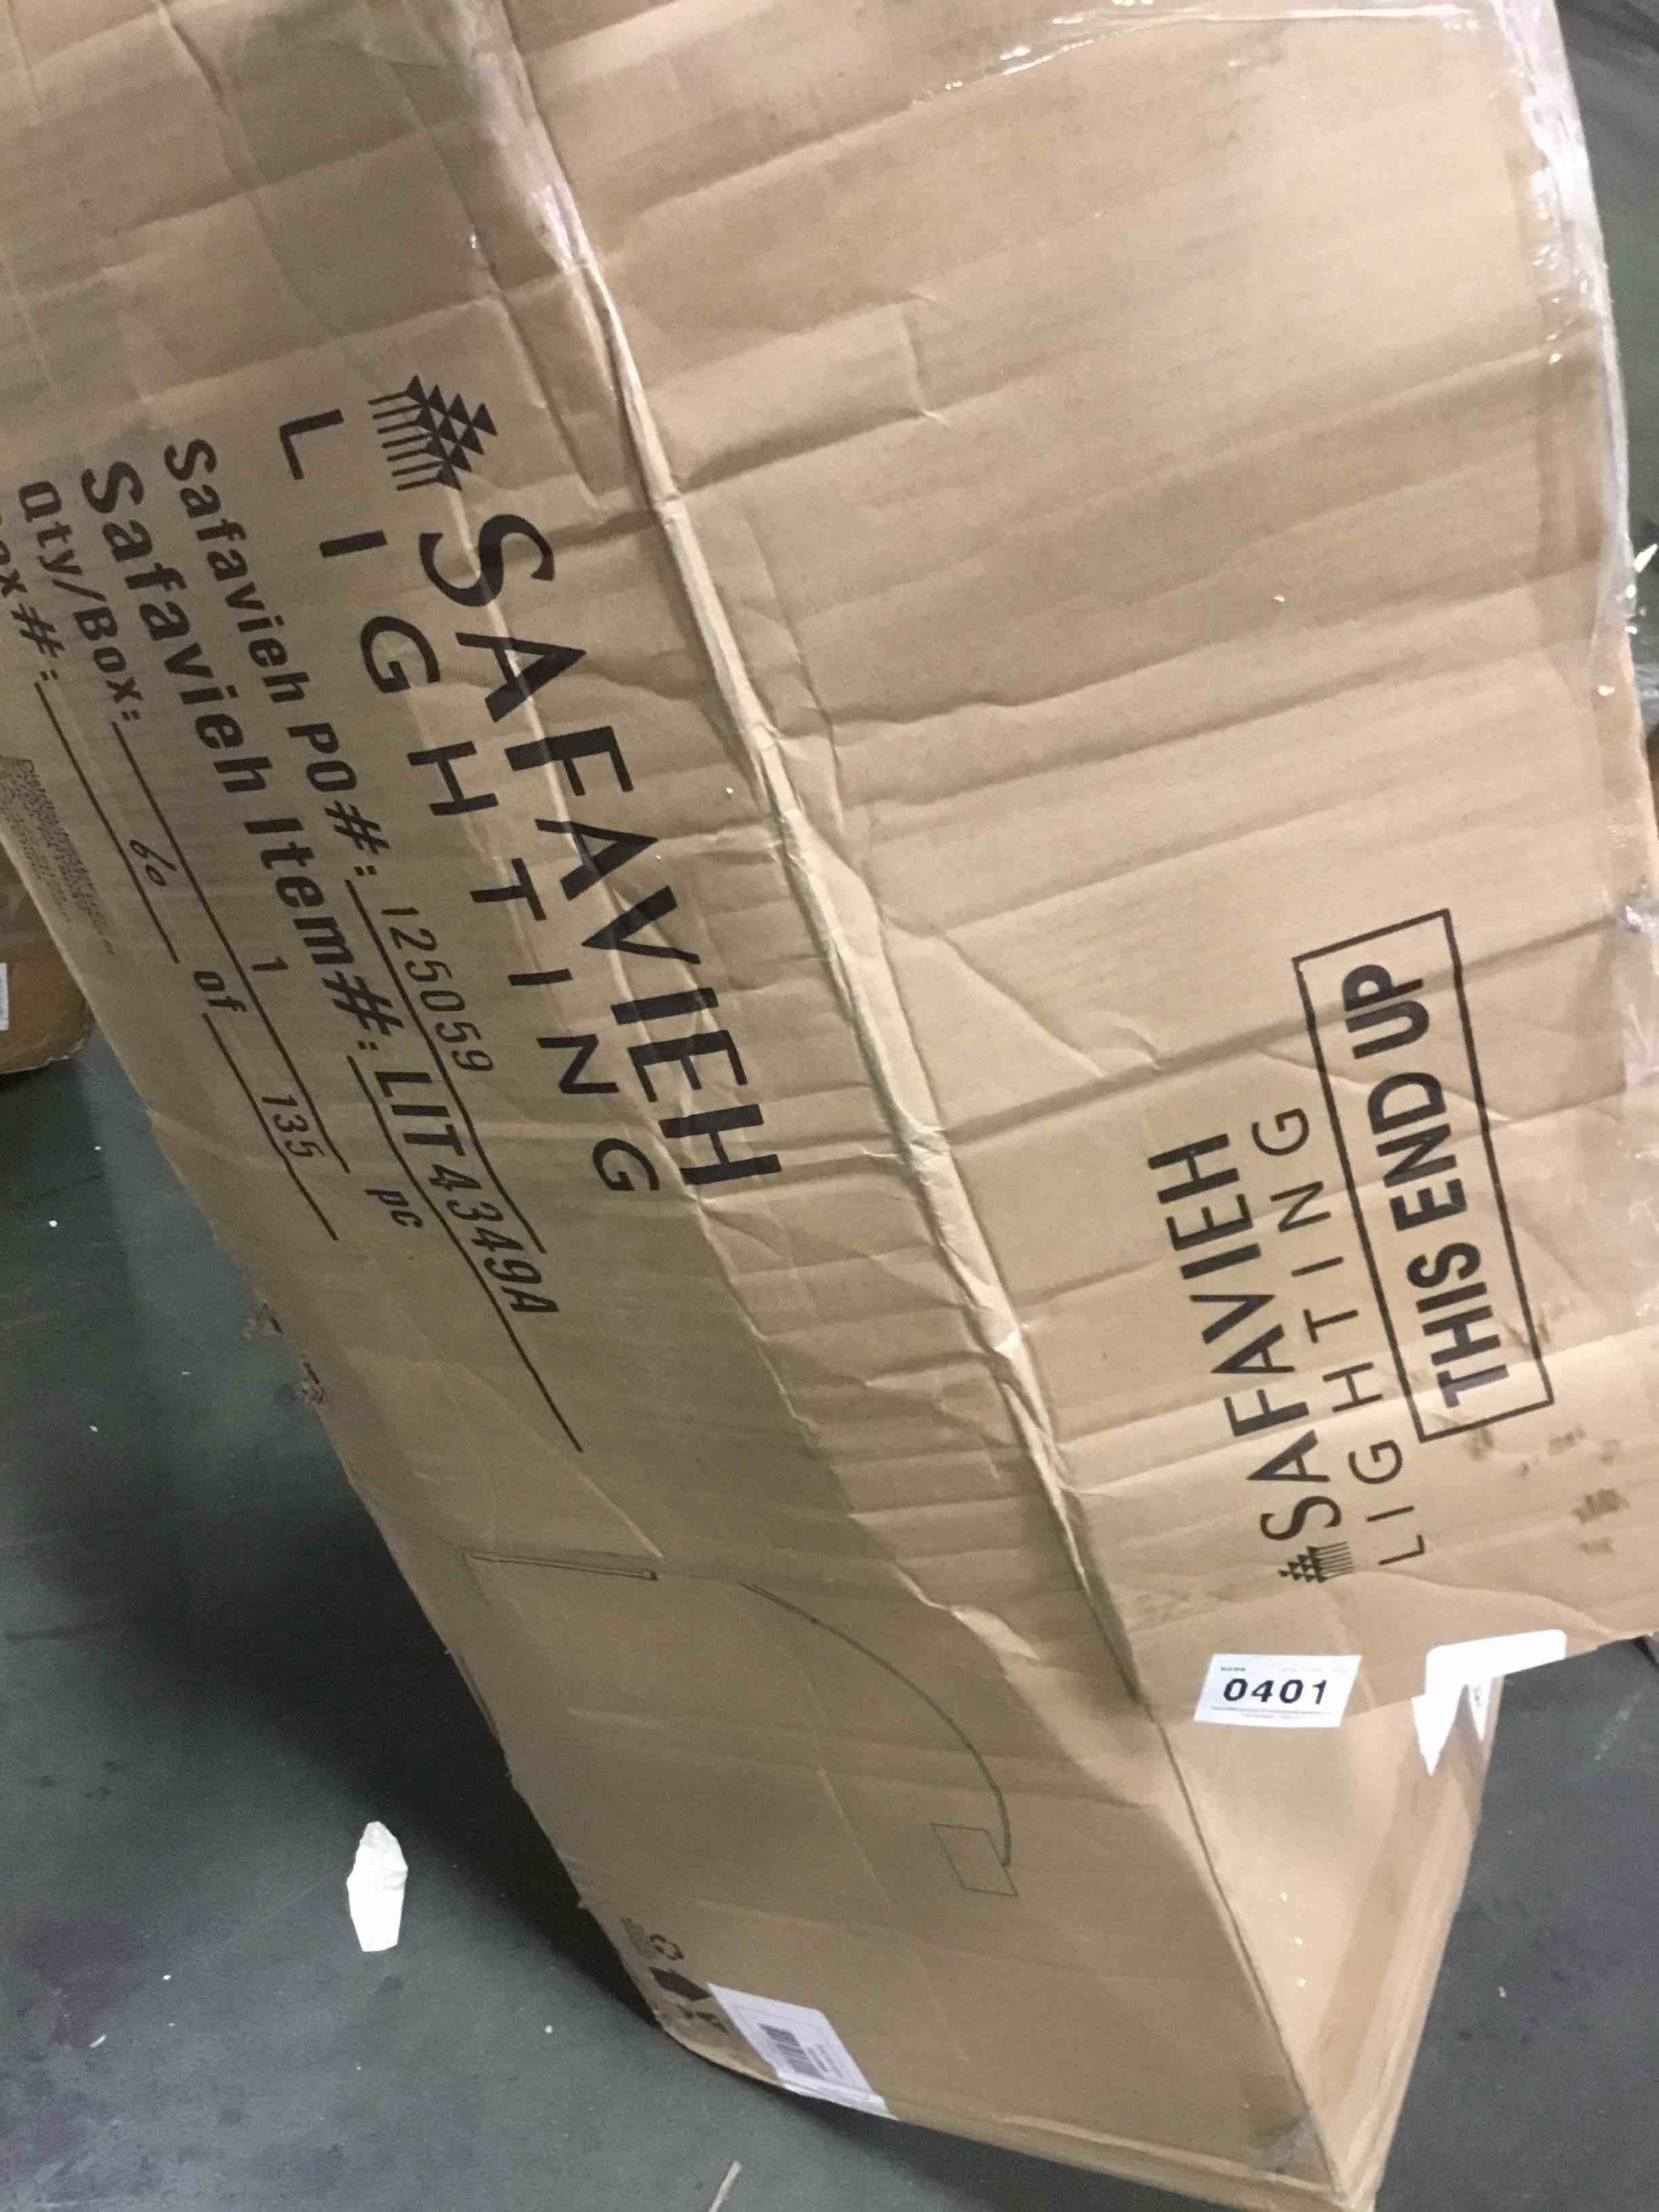 SAFAVIEH
LIGHTING
Safavieh PO#: 125059
Safavieh Item#: LIT4349A
Qty/Box: 1 pc
60 of 135
SAFAVIEH
LIGHTING
THIS END UP
0401